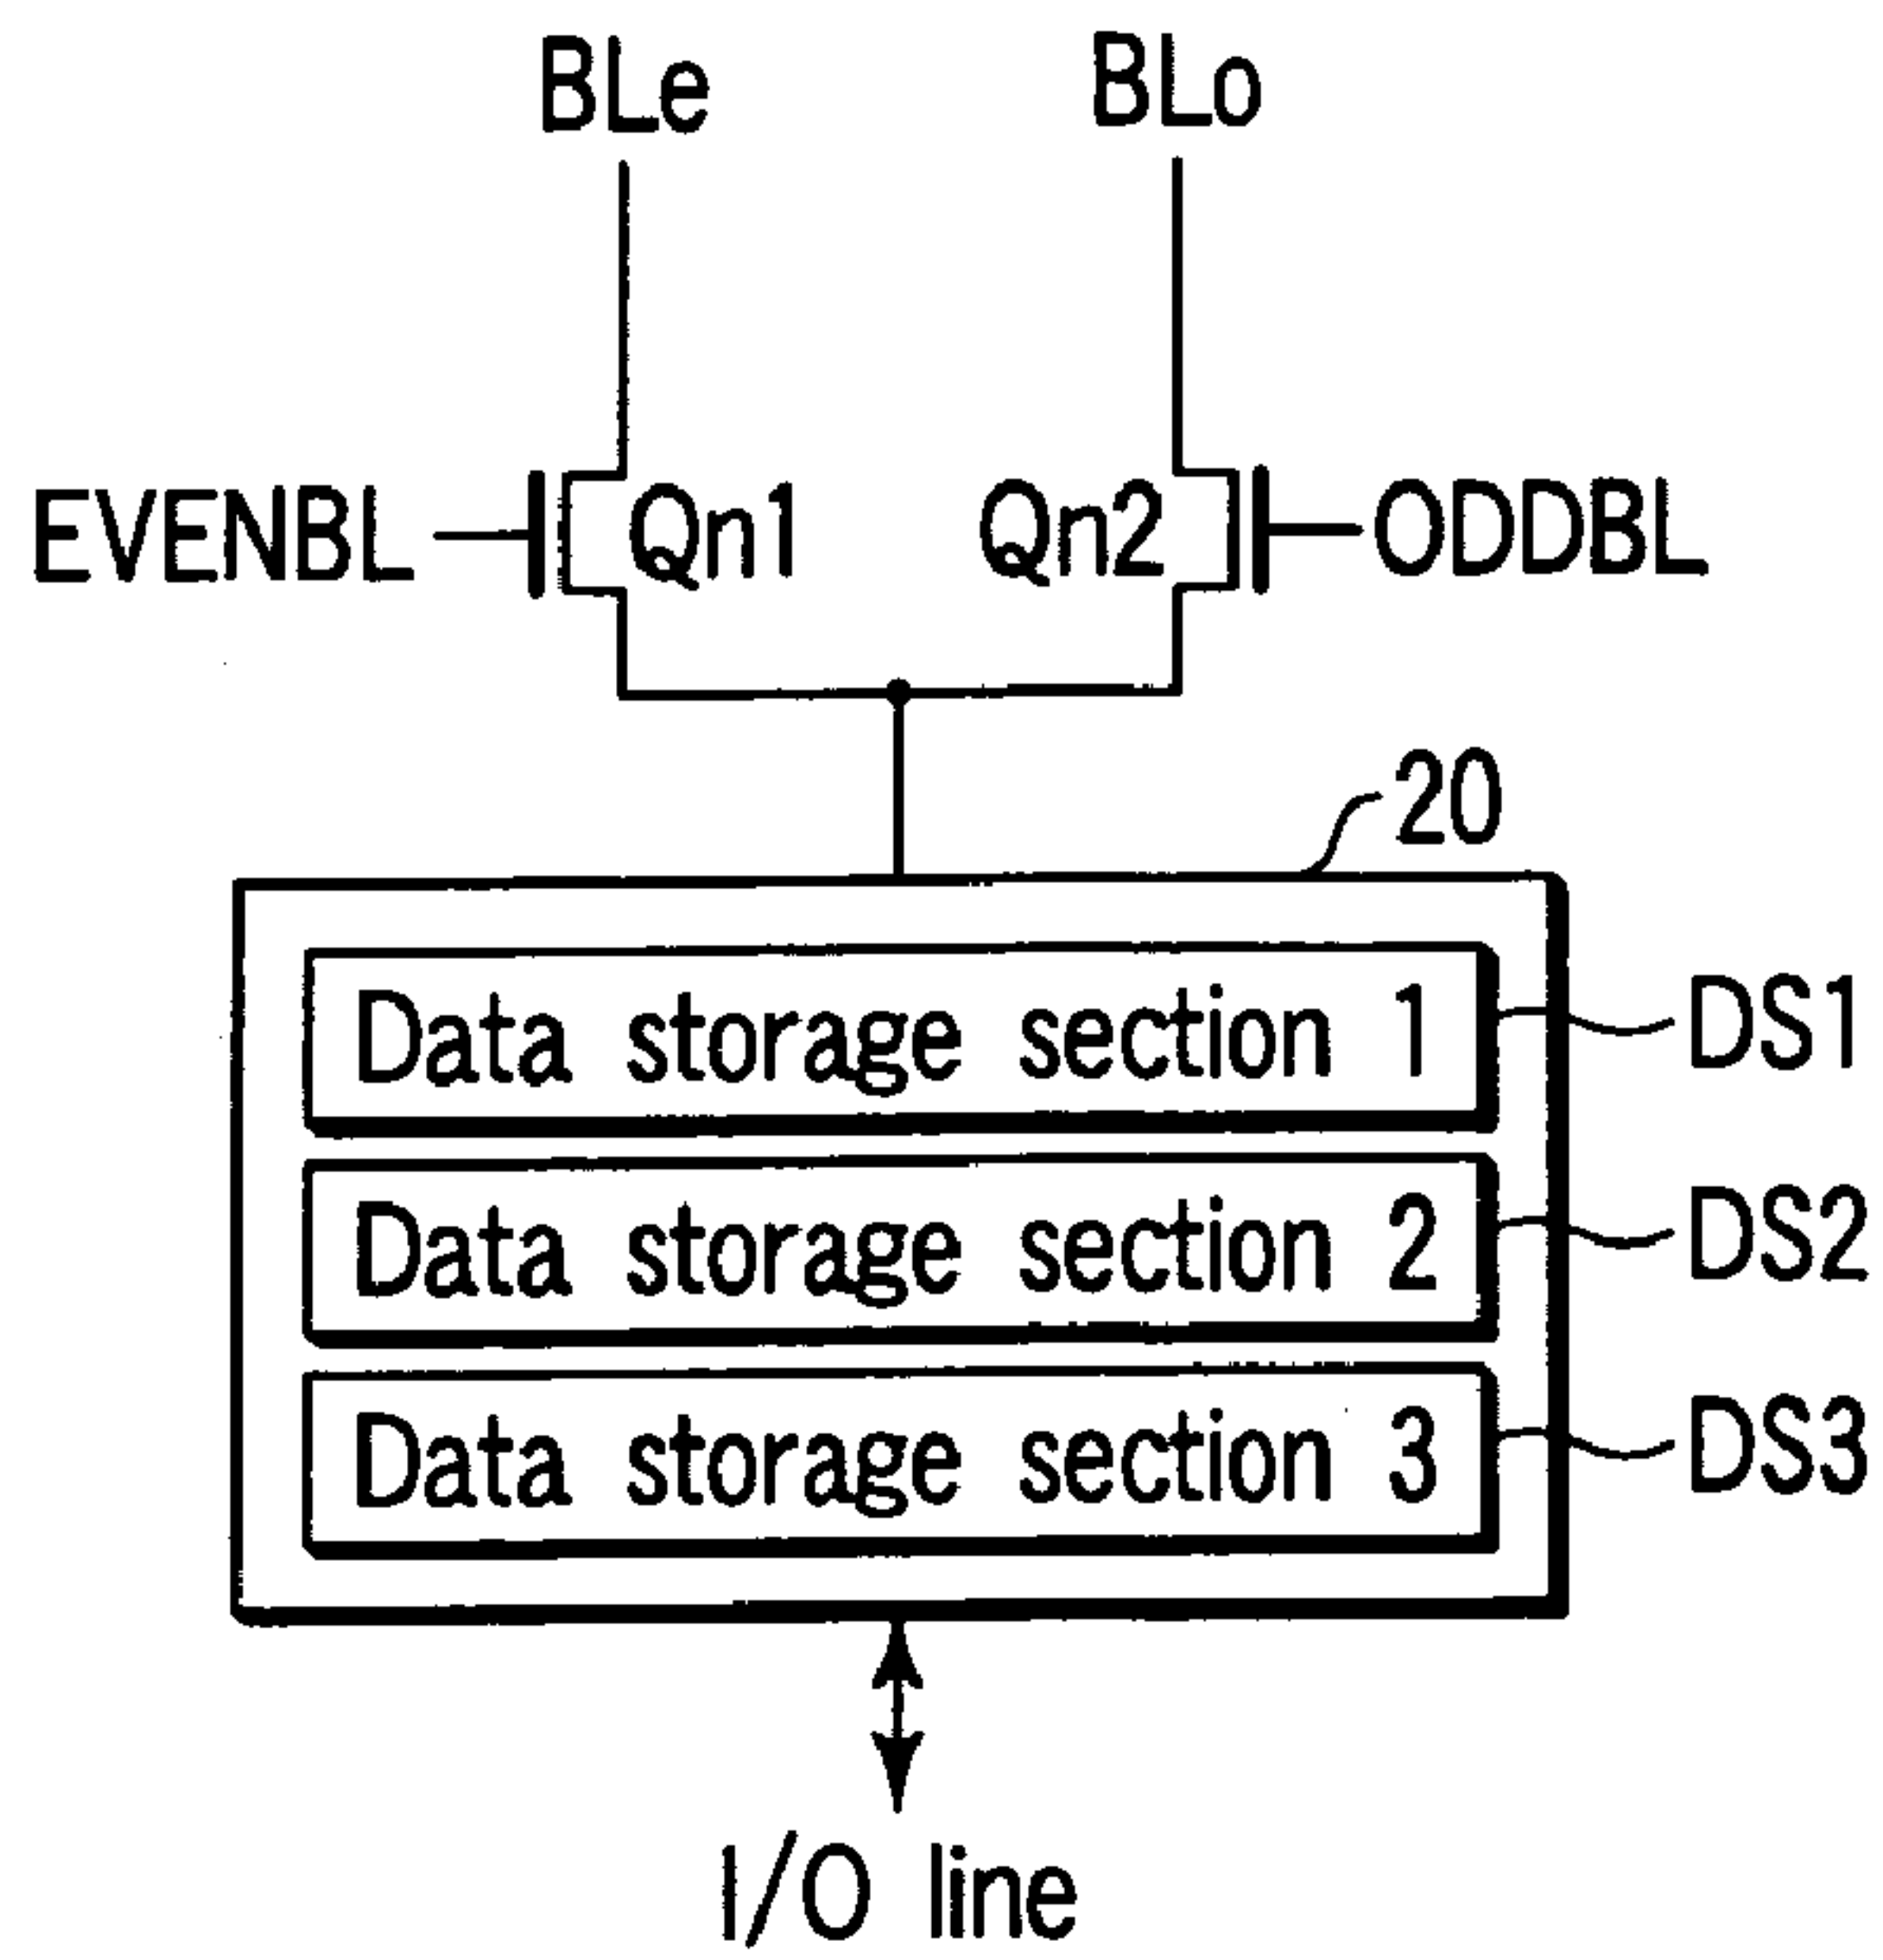 BLe BLo
EVENBL Qn1 Qn2 ODDBL
20
Data storage section 1 DS1
Data storage section 2 DS2
Data storage section 3 DS3
I/O line